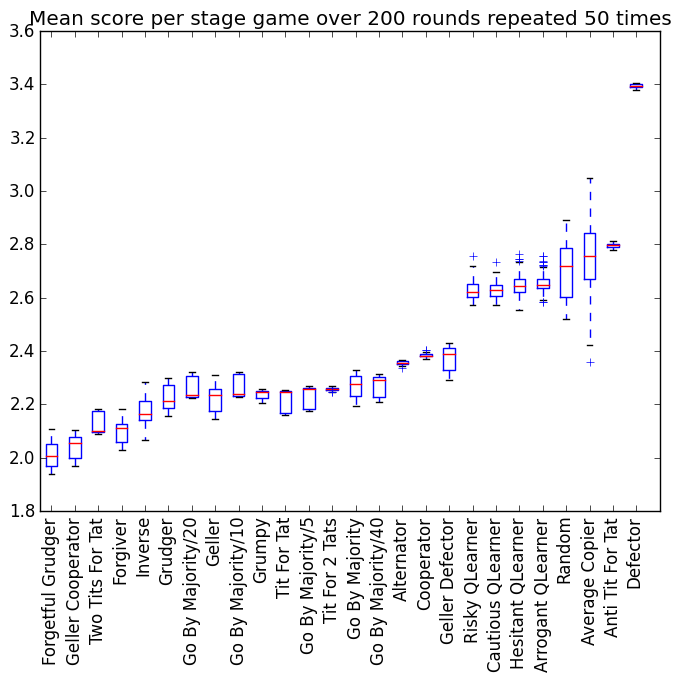 Mean score per stage game over 200 rounds repeated 50 times
3.6
3.4
3.2
3.0
2.8
2.6
2.4
2.2
2.0
1.8
Forgetful Grudger
Geller Cooperator
Two Tits For Tat
Forgiver
Inverse
Grudger
Go By Majority/20
Geller
Go By Majority/10
Grumpy
Tit For Tat
Go By Majority/5
Tit For 2 Tats
Go By Majority
Go By Majority/40
Alternator
Cooperator
Geller Defector
Risky QLearner
Cautious QLearner
Hesitant QLearner
Arrogant QLearner
Random
Average Copier
Anti Tit For Tat
Defector